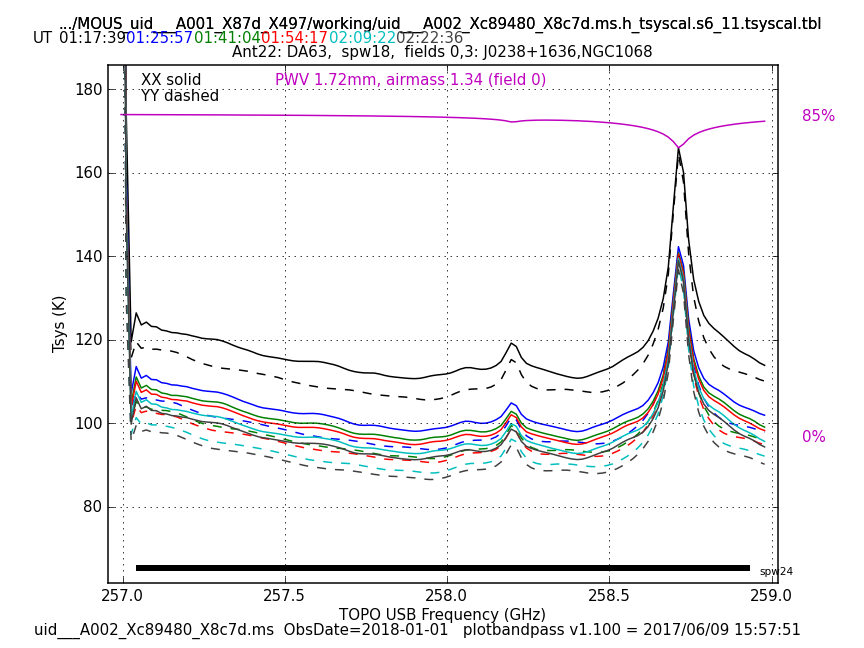 .../MOUS_uid___A001_X87d_X497/working/uid___A002_Xc89480_X8c7d.ms.h_tsyscal.s6_11.tsyscal.tbl
UT 01:17:39 01:25:57 01:41:04 01:54:17 02:09:22 02:22:36
Ant22: DA63,  spw18,  fields 0,3: J0238+1636,NGC1068
XX solid
PWV 1.72mm, airmass 1.34 (field 0)
YY dashed
85%
0%
180
160
140
120
100
80
Tsys (K)
spw24
257.0 257.5 258.0 258.5 259.0
TOPO USB Frequency (GHz)
uid___A002_Xc89480_X8c7d.ms  ObsDate=2018-01-01   plotbandpass v1.100 = 2017/06/09 15:57:51